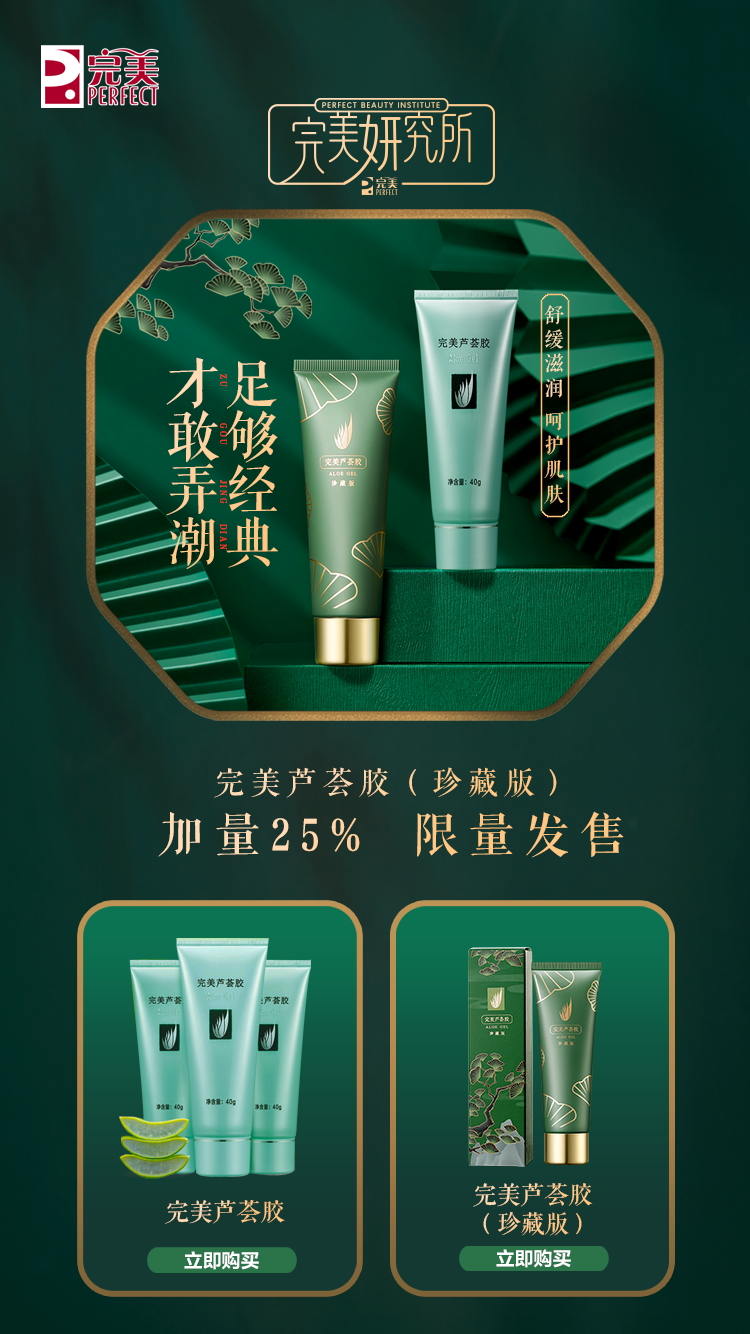 完美
PERFECT
PERFECT BEAUTY INSTITUTE
完美妍究所
完美
PERFECT
足够经典
ZU GOU JING DIAN
才敢弄潮
完美芦荟胶
ALOE GEL
珍藏版
完美芦荟胶
Aloe Gel
净含量：40g
舒缓滋润 呵护肌肤
完美芦荟胶（珍藏版）
加量25% 限量发售
完美芦荟
完美芦荟胶
芦荟胶
净含量：40g
净含量：40g
净含量：40g
完美芦荟胶
立即购买
完美芦荟胶
ALOE GEL
珍藏版
完美芦荟胶
ALOE GEL
珍藏版
完美芦荟胶
（珍藏版）
立即购买